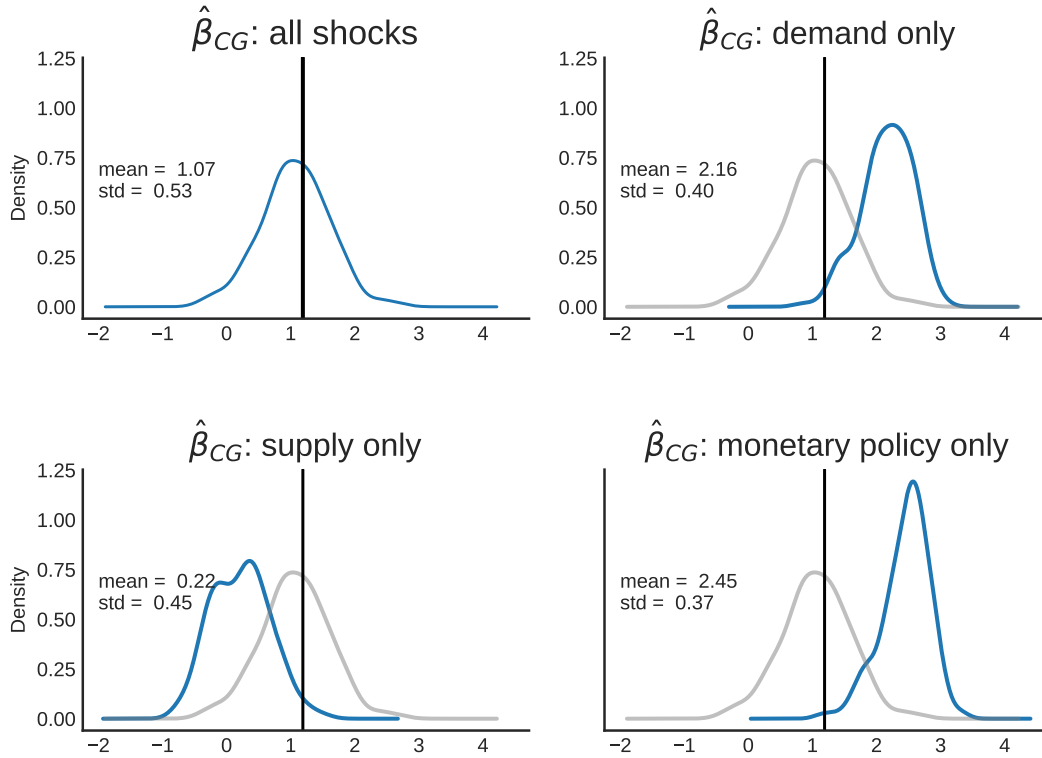 β̂CG: all shocks
1.25
1.00
0.75
0.50
0.25
0.00
Density
mean = 1.07
std = 0.53
−2 −1 0 1 2 3 4
β̂CG: demand only
1.25
1.00
0.75
0.50
0.25
0.00
mean = 2.16
std = 0.40
−2 −1 0 1 2 3 4
β̂CG: supply only
1.25
1.00
0.75
0.50
0.25
0.00
Density
mean = 0.22
std = 0.45
−2 −1 0 1 2 3 4
β̂CG: monetary policy only
mean = 2.45
std = 0.37
−2 −1 0 1 2 3 4